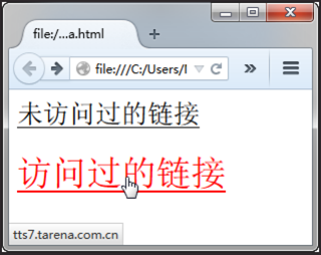 file:/...a.html
file:///C:/Users/l
未访问过的链接
访问过的链接
tts7.tarena.com.cn